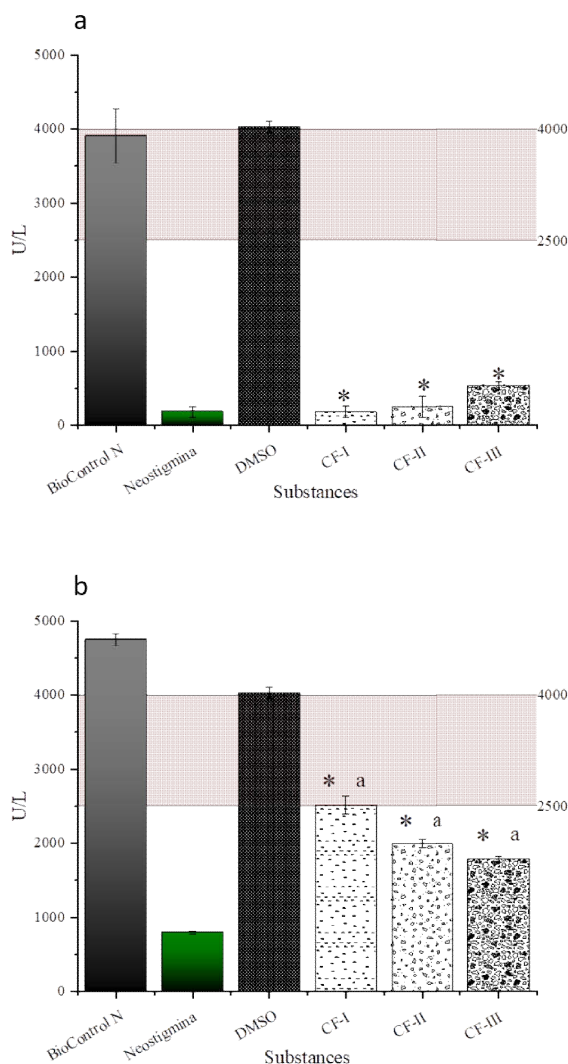 a
5000
4000
4000
3000
2500
U/L
2000
1000
*
*
*
0
BioControl N
Neostigmina
DMSO
CF-I
CF-II
CF-III
Substances
b
5000
4000
4000
3000
* a
2500
U/L
* a
* a
2000
1000
0
BioControl N
Neostigmina
DMSO
CF-I
CF-II
CF-III
Substances